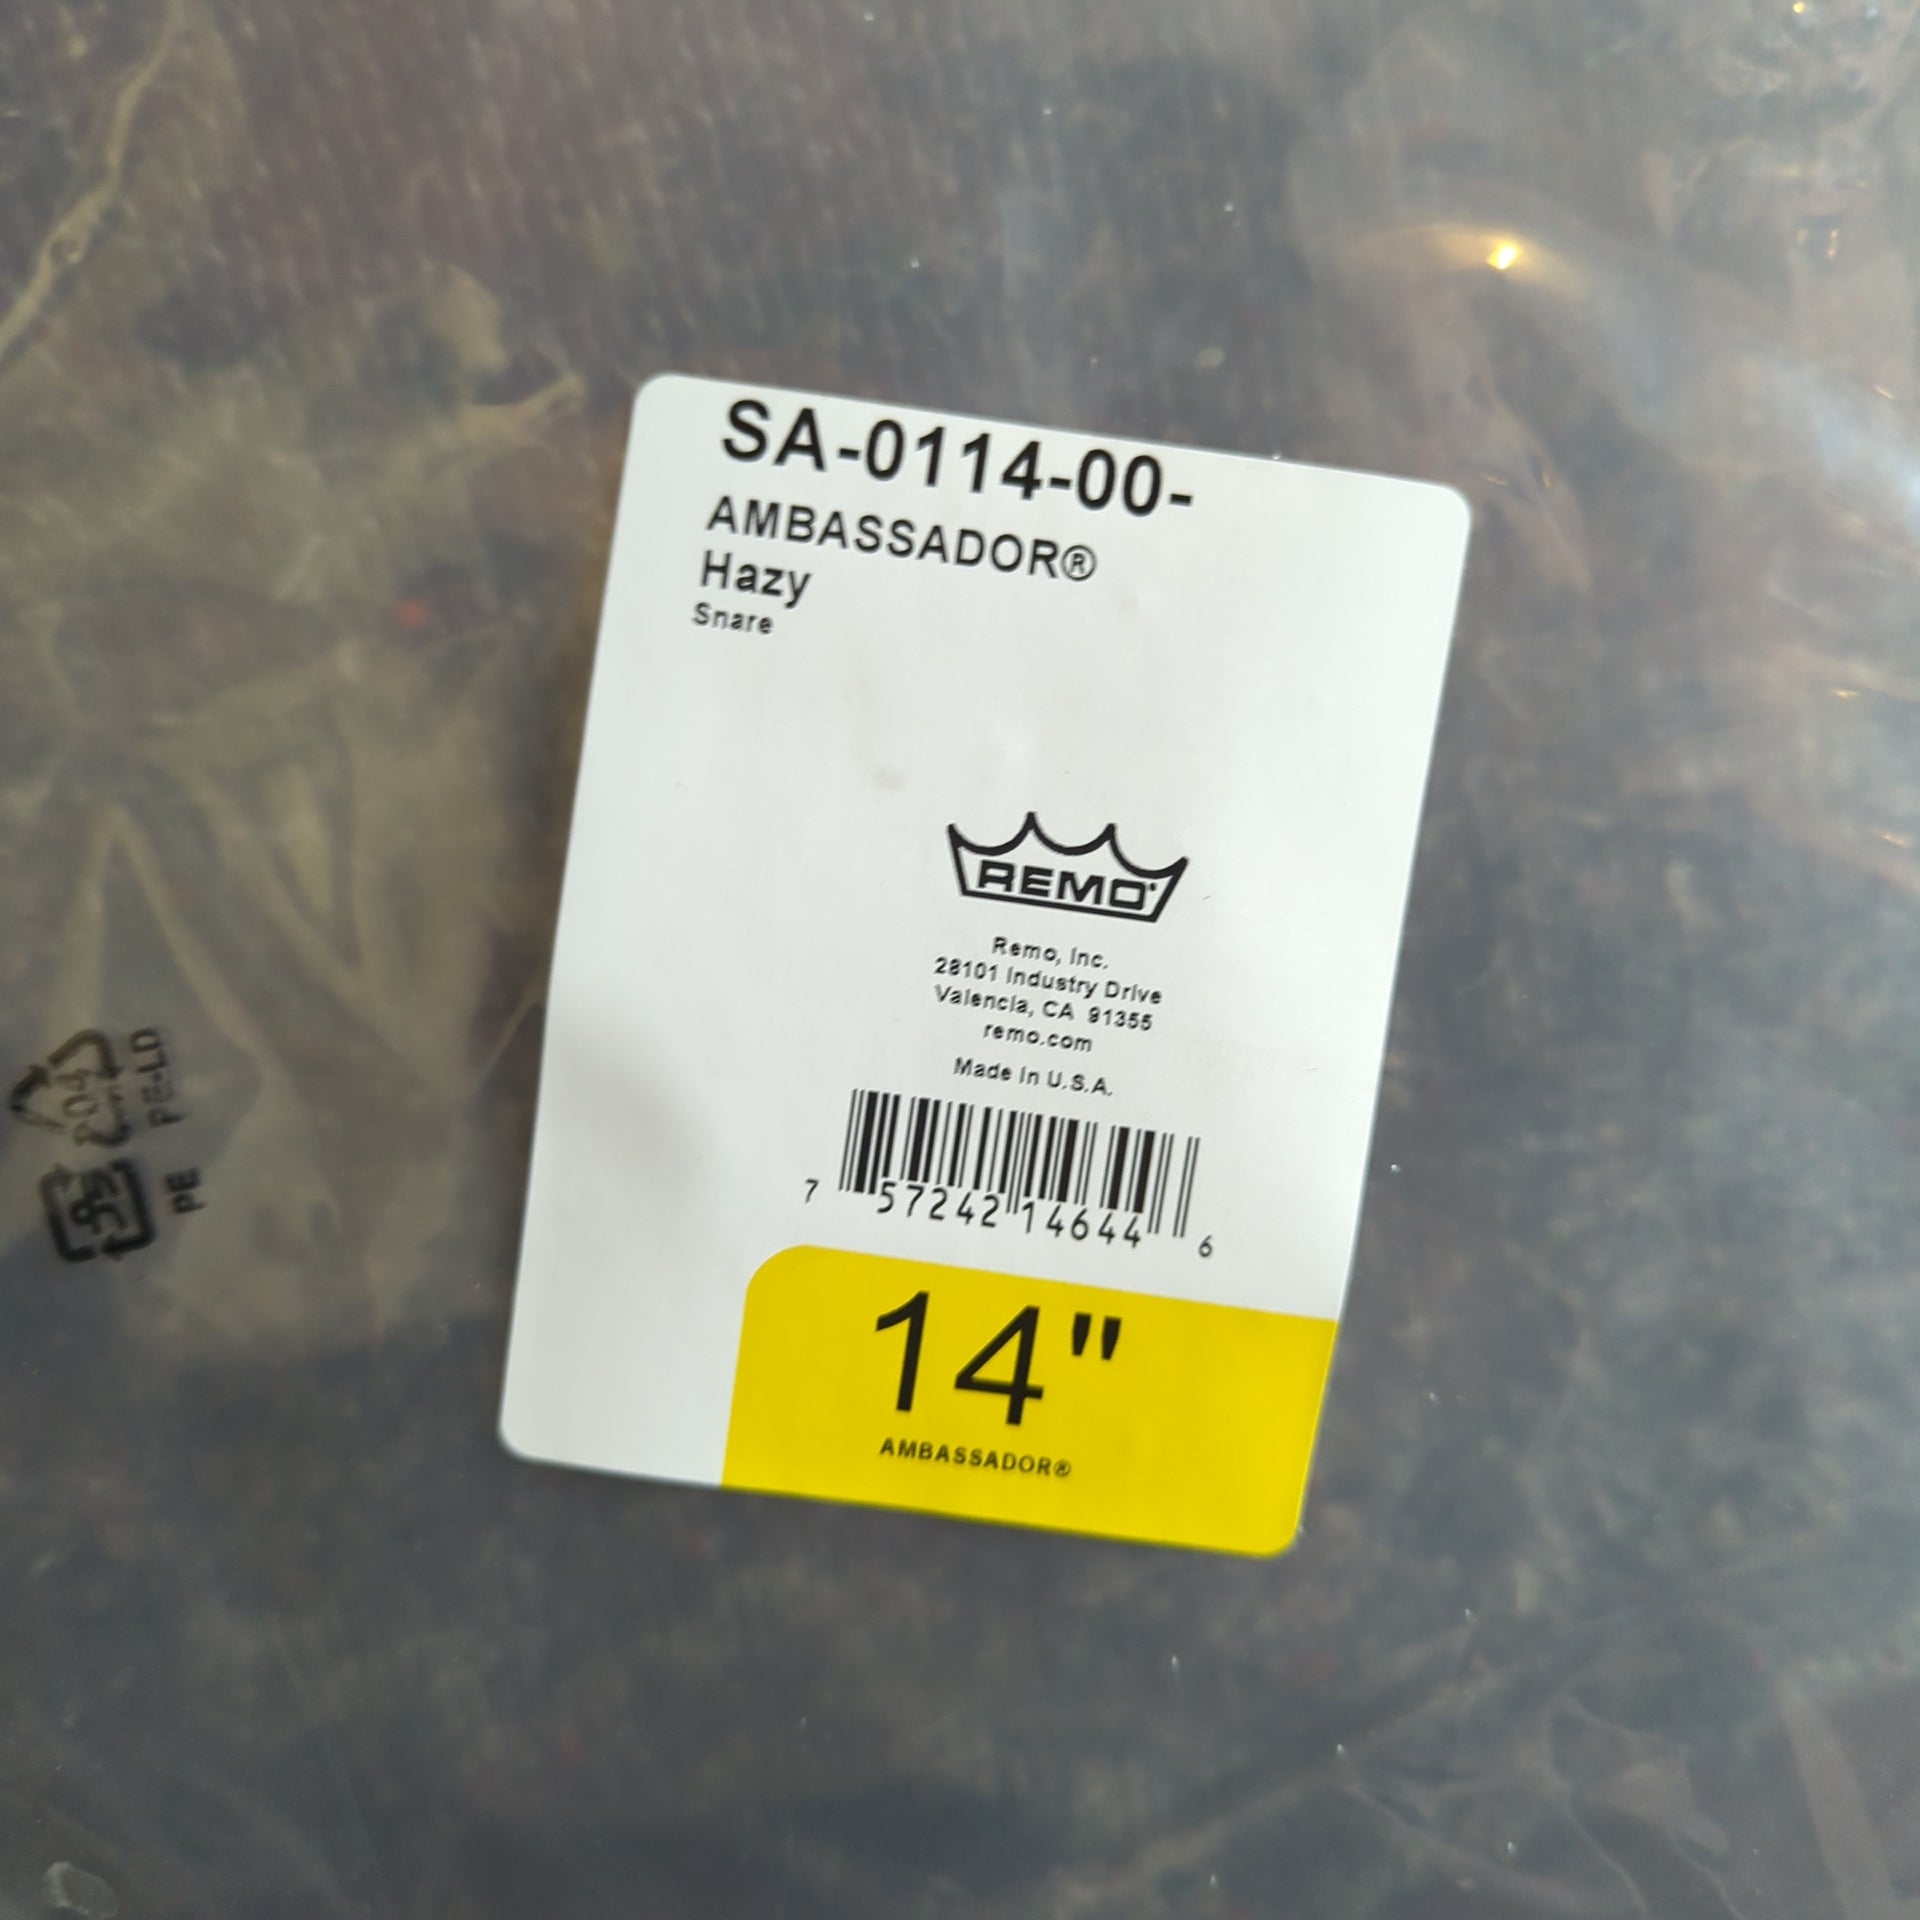 SA-0114-00-
AMBASSADOR®
Hazy
Snare
REMO
Remo, Inc.
28101 Industry Drive
Valencia, CA 91355
remo.com
Made in U.S.A.
7 57242 14644 6
14"
AMBASSADOR®
04
PE-LD
PE